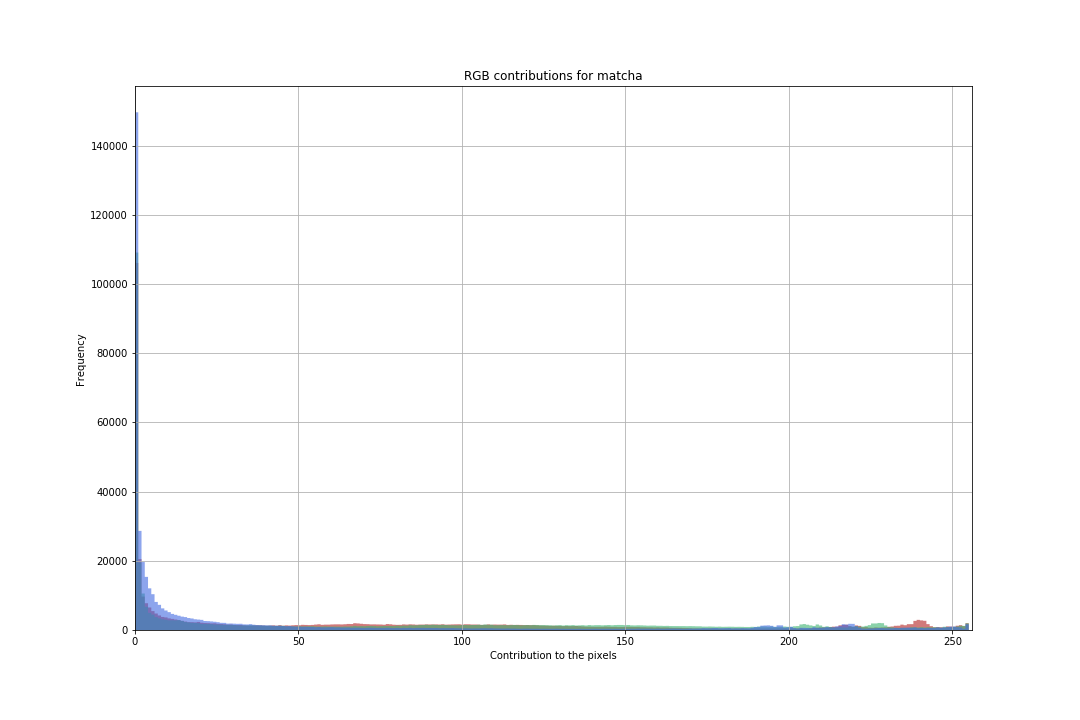 RGB contributions for matcha
140000
120000
100000
80000
60000
40000
20000
0
Frequency
0 50 100 150 200 250
Contribution to the pixels